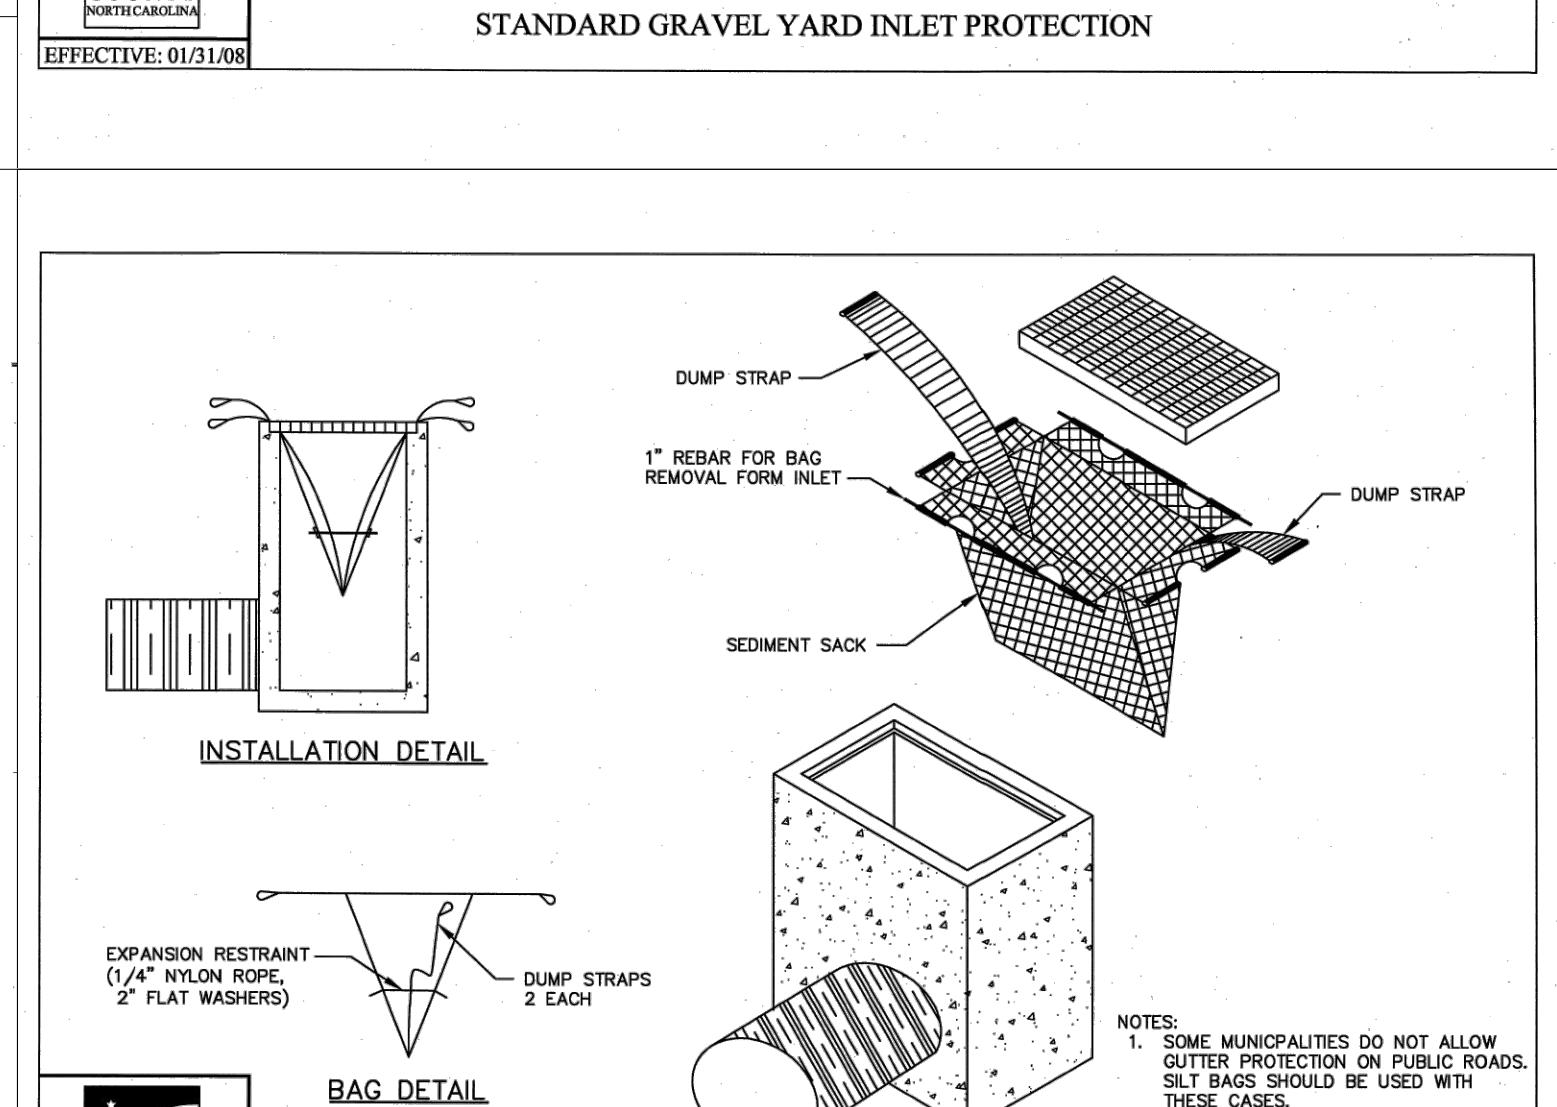 NORTH CAROLINA
EFFECTIVE: 01/31/08
STANDARD GRAVEL YARD INLET PROTECTION
DUMP STRAP
1" REBAR FOR BAG
REMOVAL FORM INLET
DUMP STRAP
SEDIMENT SACK
INSTALLATION DETAIL
EXPANSION RESTRAINT
(1/4" NYLON ROPE,
2" FLAT WASHERS)
DUMP STRAPS
2 EACH
BAG DETAIL
NOTES:
1. SOME MUNICPALITIES DO NOT ALLOW
GUTTER PROTECTION ON PUBLIC ROADS.
SILT BAGS SHOULD BE USED WITH
THESE CASES.